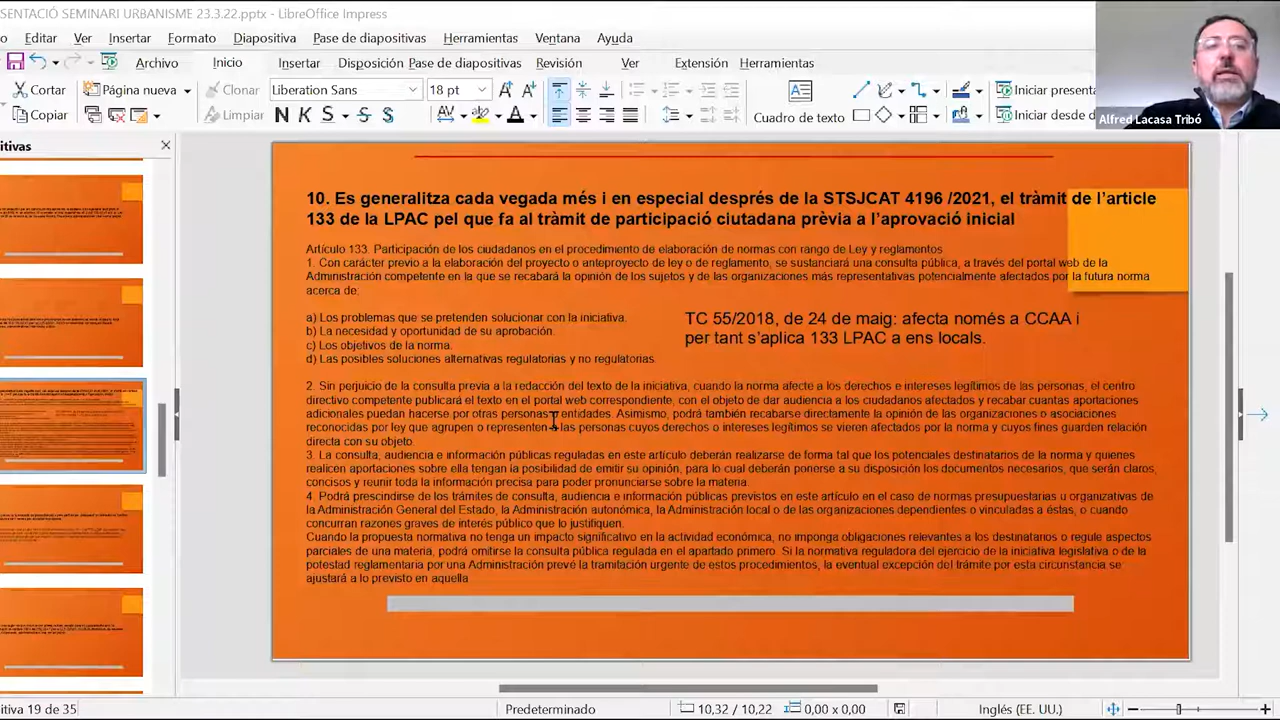 SENTACIÓ SEMINARI URBANISME 23.3.22.pptx - LibreOffice Impress
o Editar Ver Insertar Formato Diapositiva Pase de diapositivas Herramientas Ventana Ayuda
Archivo Inicio Insertar Disposición Pase de diapositivas Revisión Ver Extensión Herramientas
Cortar Página nueva Clonar Liberation Sans 18 pt Iniciar present
Copiar Limpiar N K S S S Cuadro de texto Iniciar desde d
Alfred Lacasa Tribó
itivas
10. Es generalitza cada vegada més i en especial després de la STSJCAT 4196 /2021, el tràmit de l’article
133 de la LPAC pel que fa al tràmit de participació ciutadana prèvia a l’aprovació inicial
Artículo 133. Participación de los ciudadanos en el procedimiento de elaboración de normas con rango de Ley y reglamentos
1. Con carácter previo a la elaboración del proyecto o anteproyecto de ley o de reglamento, se sustanciará una consulta pública, a través del portal web de la
Administración competente en la que se recabará la opinión de los sujetos y de las organizaciones más representativas potencialmente afectados por la futura norma
acerca de:
a) Los problemas que se pretenden solucionar con la iniciativa.
b) La necesidad y oportunidad de su aprobación.
c) Los objetivos de la norma.
d) Las posibles soluciones alternativas regulatorias y no regulatorias.
TC 55/2018, de 24 de maig: afecta només a CCAA i
per tant s’aplica 133 LPAC a ens locals.
2. Sin perjuicio de la consulta previa a la redacción del texto de la iniciativa, cuando la norma afecte a los derechos e intereses legítimos de las personas, el centro
directivo competente publicará el texto en el portal web correspondiente, con el objeto de dar audiencia a los ciudadanos afectados y recabar cuantas aportaciones
adicionales puedan hacerse por otras personas o entidades. Asimismo, podrá también recabarse directamente la opinión de las organizaciones o asociaciones
reconocidas por ley que agrupen o representen a las personas cuyos derechos o intereses legítimos se vieren afectados por la norma y cuyos fines guarden relación
directa con su objeto.
3. La consulta, audiencia e información públicas reguladas en este artículo deberán realizarse de forma tal que los potenciales destinatarios de la norma y quienes
realicen aportaciones sobre ella tengan la posibilidad de emitir su opinión, para lo cual deberán ponerse a su disposición los documentos necesarios, que serán claros,
concisos y reunir toda la información precisa para poder pronunciarse sobre la materia.
4. Podrá prescindirse de los trámites de consulta, audiencia e información públicas previstos en este artículo en el caso de normas presupuestarias u organizativas de
la Administración General del Estado, la Administración autonómica, la Administración local o de las organizaciones dependientes o vinculadas a éstas, o cuando
concurran razones graves de interés público que lo justifiquen.
Cuando la propuesta normativa no tenga un impacto significativo en la actividad económica, no imponga obligaciones relevantes a los destinatarios o regule aspectos
parciales de una materia, podrá omitirse la consulta pública regulada en el apartado primero. Si la normativa reguladora del ejercicio de la iniciativa legislativa o de la
potestad reglamentaria por una Administración prevé la tramitación urgente de estos procedimientos, la eventual excepción del trámite por esta circunstancia se
ajustará a lo previsto en aquella
itiva 19 de 35 Predeterminado 10,32 / 10,22 0,00 x 0,00 Inglés (EE. UU.)